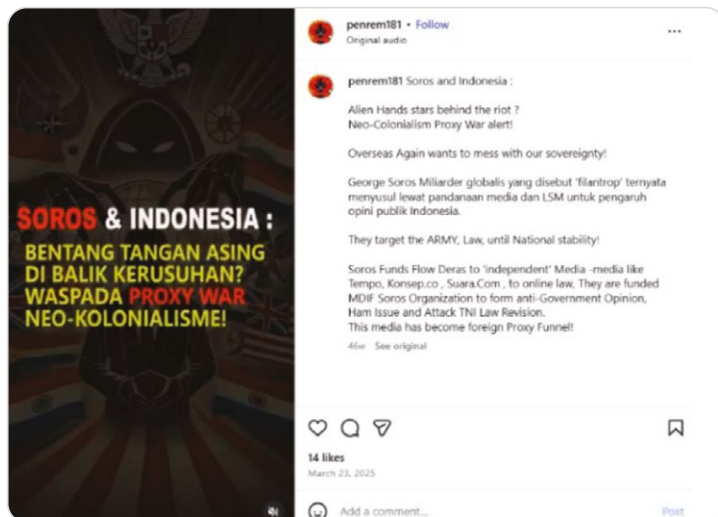 SOROS & INDONESIA :
BENTANG TANGAN ASING
DI BALIK KERUSUHAN?
WASPADA PROXY WAR
NEO-KOLONIALISME!
penrem181 • Follow
Original audio
penrem181 Soros and Indonesia :
Alien Hands stars behind the riot ?
Neo-Colonialism Proxy War alert!
Overseas Again wants to mess with our sovereignty!
George Soros Miliarder globalis yang disebut 'filantrop' ternyata
menyusul lewat pandanaan media dan LSM untuk pengaruh
opini publik Indonesia.
They target the ARMY, Law, until National stability!
Soros Funds Flow Deras to 'independent' Media -media like
Tempo, Konsep.co , Suara.Com , to online law, They are funded
MDIF Soros Organization to form anti-Government Opinion,
Ham Issue and Attack TNI Law Revision.
This media has become foreign Proxy Funnel!
46w See original
14 likes
March 23, 2025
Add a comment...
Post